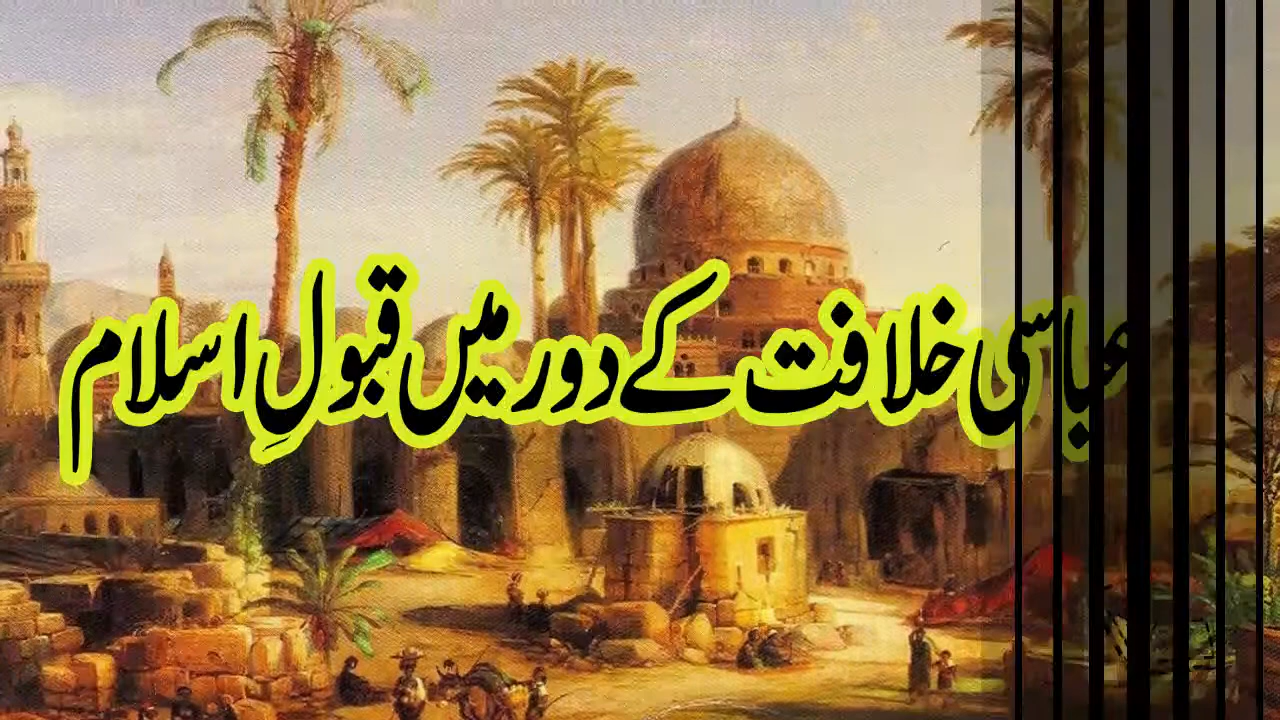 عباسی خلافت کے دور میں قبولِ اسلام